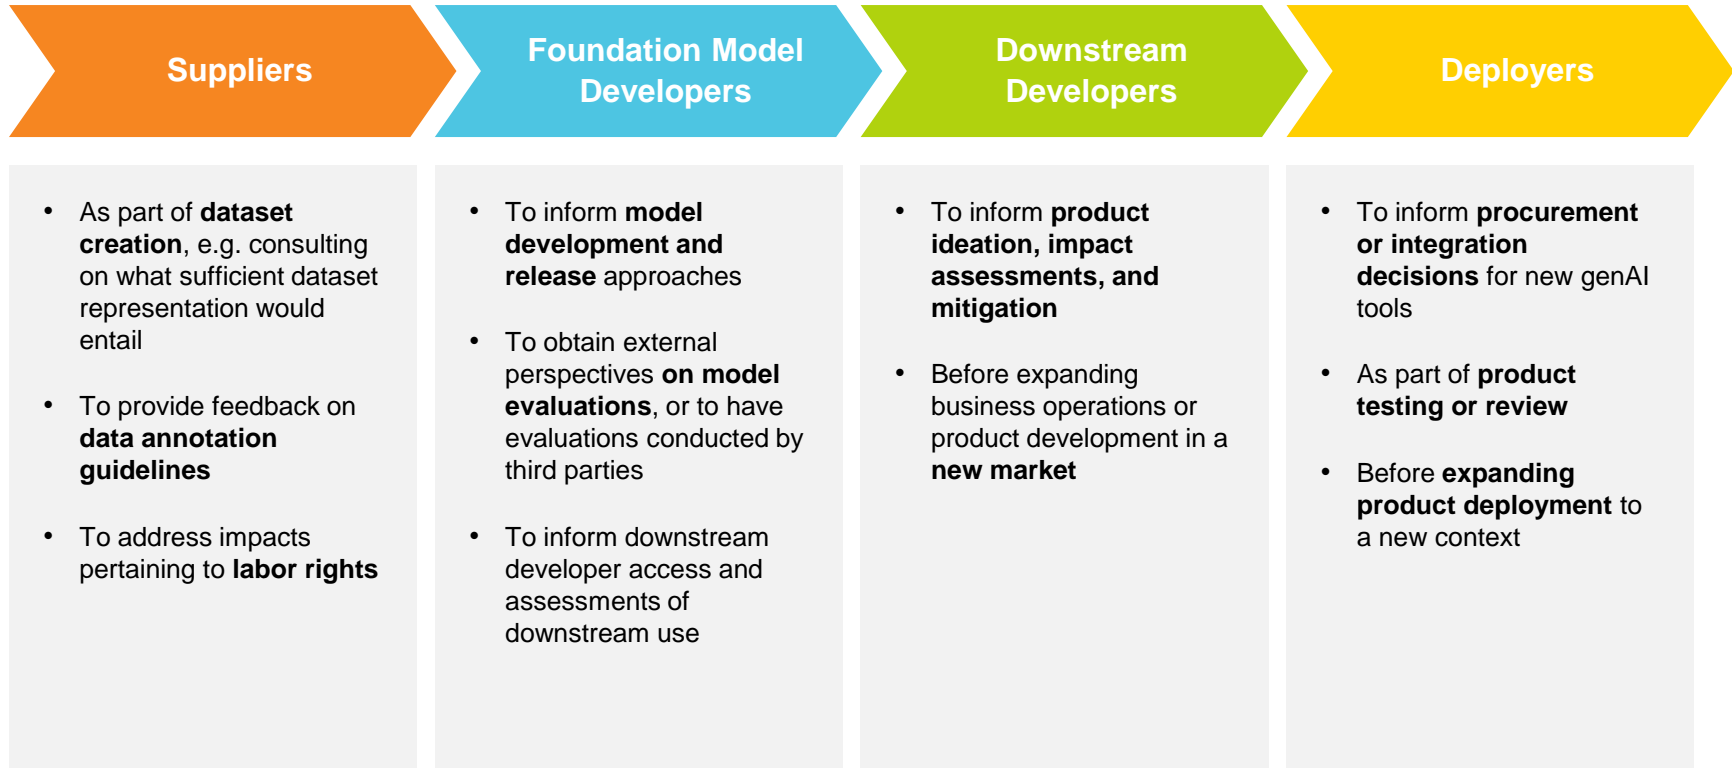 Suppliers
Foundation Model
Developers
Downstream
Developers
Deployers
• As part of dataset
creation, e.g. consulting
on what sufficient dataset
representation would
entail
• To provide feedback on
data annotation
guidelines
• To address impacts
pertaining to labor rights
• To inform model
development and
release approaches
• To obtain external
perspectives on model
evaluations, or to have
evaluations conducted by
third parties
• To inform downstream
developer access and
assessments of
downstream use
• To inform product
ideation, impact
assessments, and
mitigation
• Before expanding
business operations or
product development in a
new market
• To inform procurement
or integration
decisions for new genAI
tools
• As part of product
testing or review
• Before expanding
product deployment to
a new context